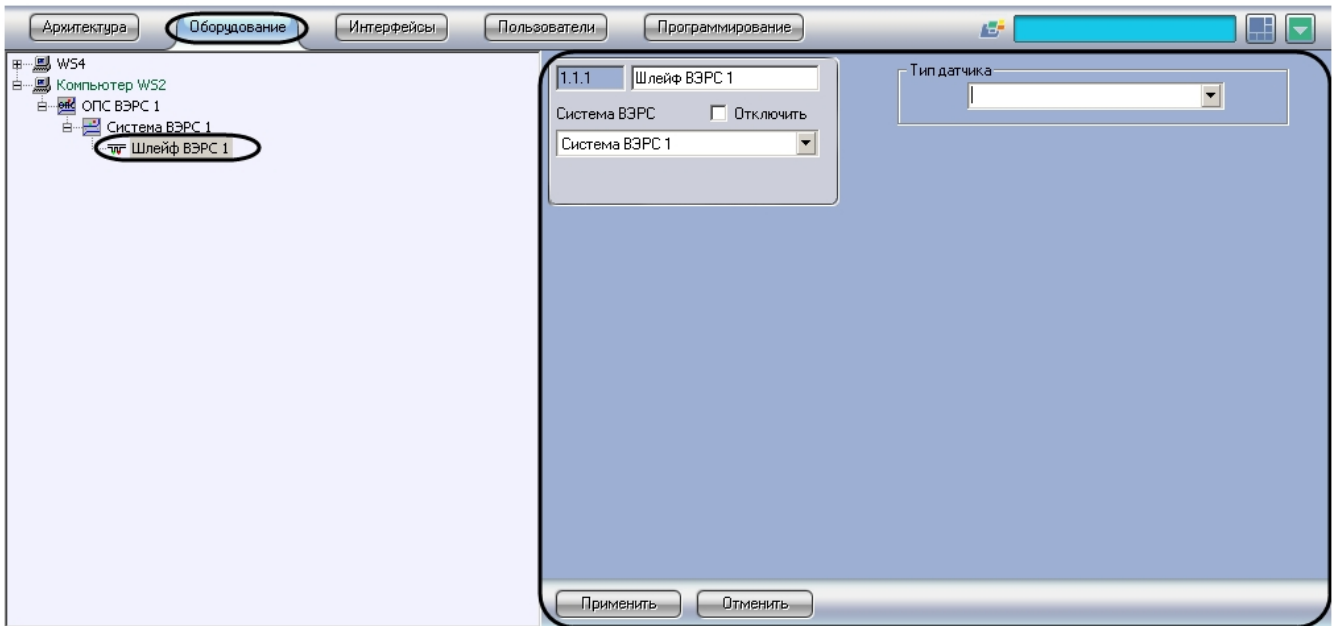 Архитектура Оборудование Интерфейсы Пользователи Программирование
WS4
Компьютер WS2
ОПС ВЭРС 1
Система ВЭРС 1
Шлейф ВЭРС 1
1.1.1 Шлейф ВЭРС 1
Система ВЭРС Отключить
Система ВЭРС 1
Тип датчика
Применить Отменить